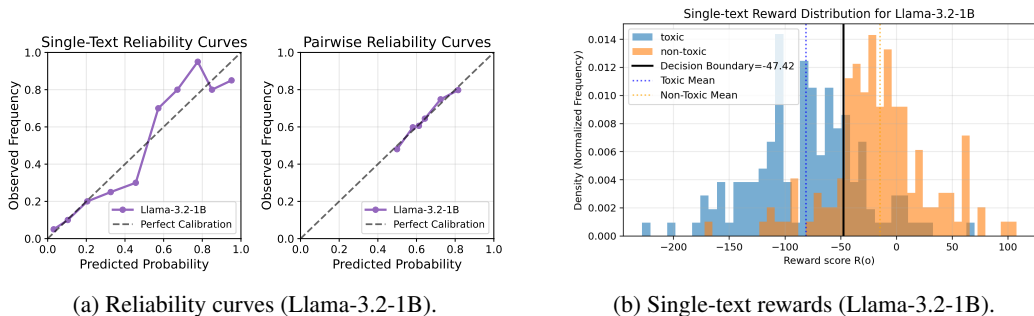 Single-Text Reliability Curves
Observed Frequency
1.0
0.8
0.6
0.4
0.2
0.0
0.0 0.2 0.4 0.6 0.8 1.0
Predicted Probability
Llama-3.2-1B
Perfect Calibration
Pairwise Reliability Curves
Observed Frequency
1.0
0.8
0.6
0.4
0.2
0.0
0.0 0.2 0.4 0.6 0.8 1.0
Predicted Probability
Llama-3.2-1B
Perfect Calibration
(a) Reliability curves (Llama-3.2-1B).
Single-text Reward Distribution for Llama-3.2-1B
Density (Normalized Frequency)
0.014
0.012
0.010
0.008
0.006
0.004
0.002
0.000
toxic
non-toxic
Decision Boundary=-47.42
Toxic Mean
Non-Toxic Mean
−200 −150 −100 −50 0 50 100
Reward score R(o)
(b) Single-text rewards (Llama-3.2-1B).